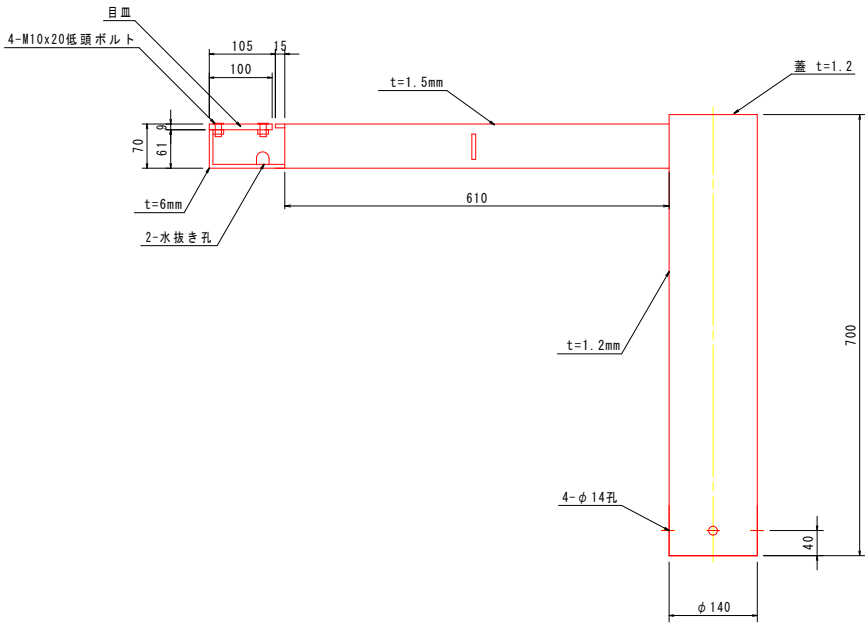 目皿
4-M10x20低頭ボルト
105
15
100
t=1.5mm
蓋 t=1.2
9
70
61
610
t=6mm
2-水抜き孔
700
t=1.2mm
4-φ14孔
40
φ140